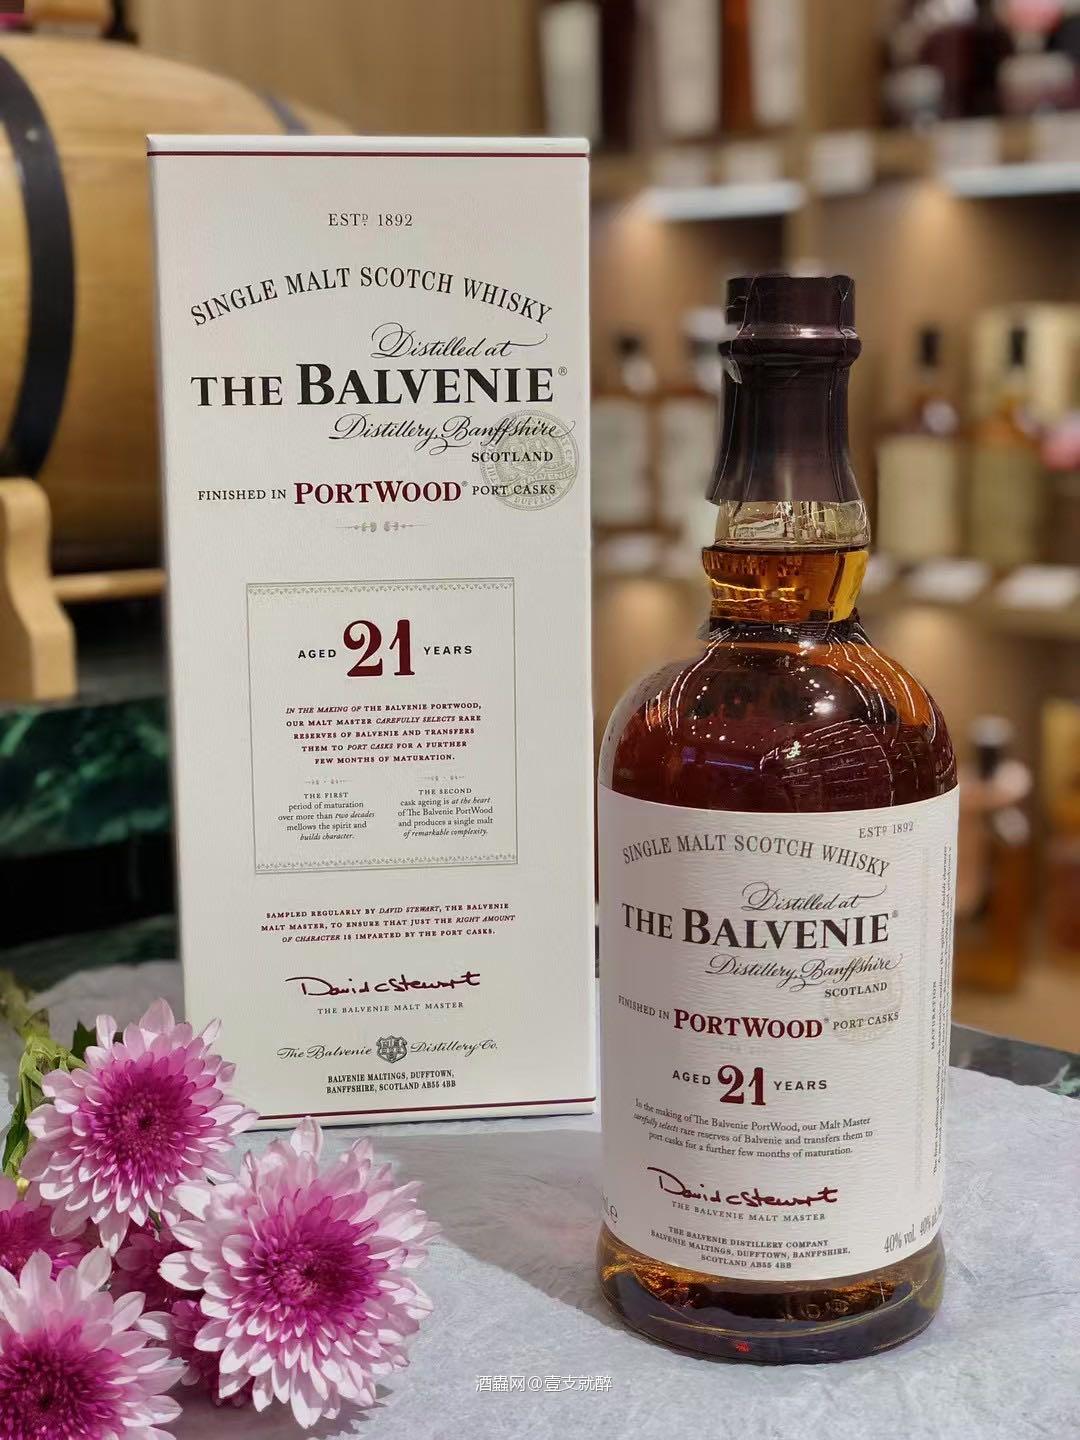 ESTD 1892
SINGLE MALT SCOTCH WHISKY
Distilled at
THE BALVENIE®
Distillery, Banffshire
SCOTLAND
FINISHED IN PORTWOOD® PORT CASKS
AGED 21 YEARS
IN THE MAKING OF THE BALVENIE PORTWOOD,
OUR MALT MASTER CAREFULLY SELECTS RARE
RESERVES OF BALVENIE AND TRANSFERS
THEM TO PORT CASKS FOR A FURTHER
FEW MONTHS OF MATURATION.
THE FIRST
period of maturation
over more than two decades
mellows the spirit and
builds character.
THE SECOND
cask ageing is at the heart
of The Balvenie PortWood
and produces a single malt
of remarkable complexity.
SAMPLED REGULARLY BY DAVID STEWART, THE BALVENIE
MALT MASTER, TO ENSURE THAT JUST THE RIGHT AMOUNT
OF CHARACTER IS IMPARTED BY THE PORT CASKS.
David C Stewart
THE BALVENIE MALT MASTER
The Balvenie Distillery Co.
BALVENIE MALTINGS, DUFFTOWN,
BANFFSHIRE, SCOTLAND AB55 4BB
ESTD 1892
SINGLE MALT SCOTCH WHISKY
Distilled at
THE BALVENIE®
Distillery, Banffshire
SCOTLAND
FINISHED IN PORTWOOD® PORT CASKS
AGED 21 YEARS
In the making of The Balvenie PortWood, our Malt Master
carefully selects rare reserves of Balvenie and transfers them to
port casks for a further few months of maturation.
David C Stewart
THE BALVENIE MALT MASTER
THE BALVENIE DISTILLERY COMPANY
BALVENIE MALTINGS, DUFFTOWN, BANFFSHIRE,
SCOTLAND AB55 4BB
40% vol.
MATURATION
酒蟲网@壹支就醉